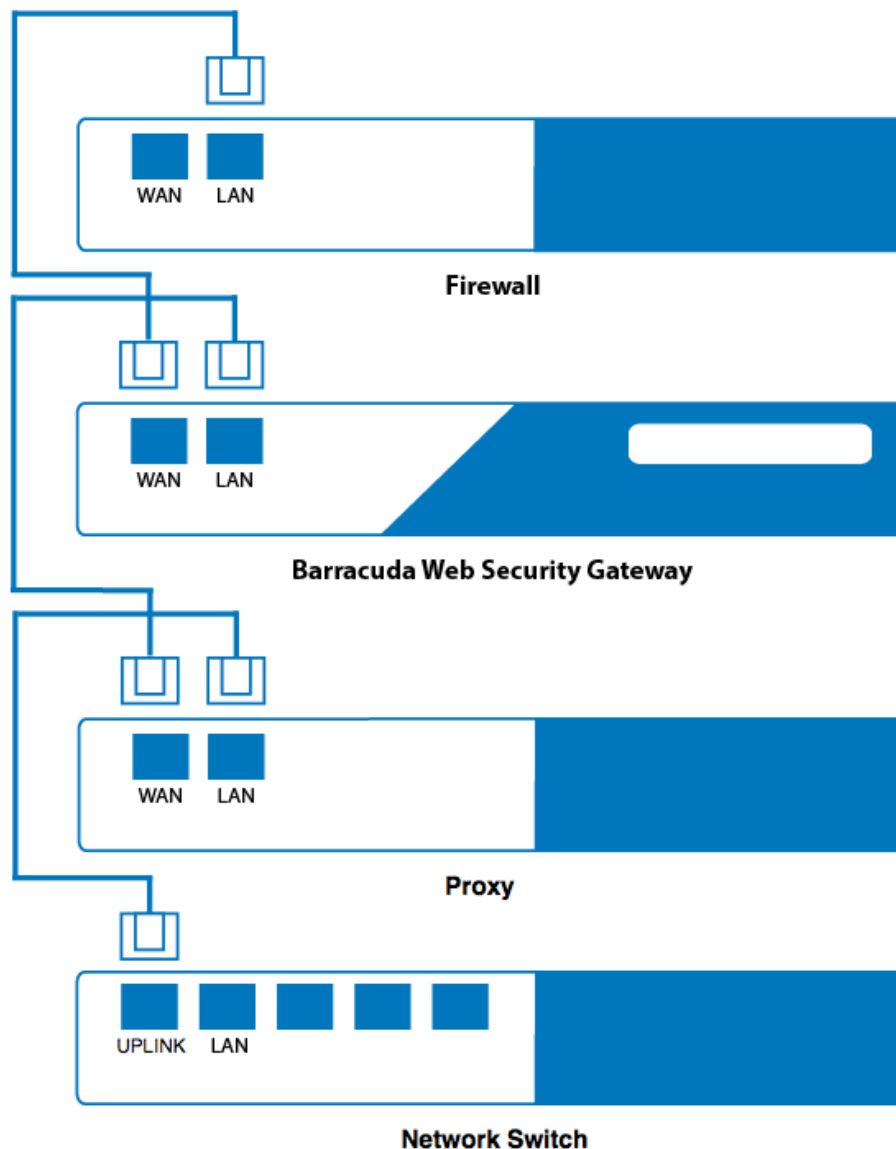 WAN LAN
Firewall
WAN LAN
Barracuda Web Security Gateway
WAN LAN
Proxy
UPLINK LAN
Network Switch